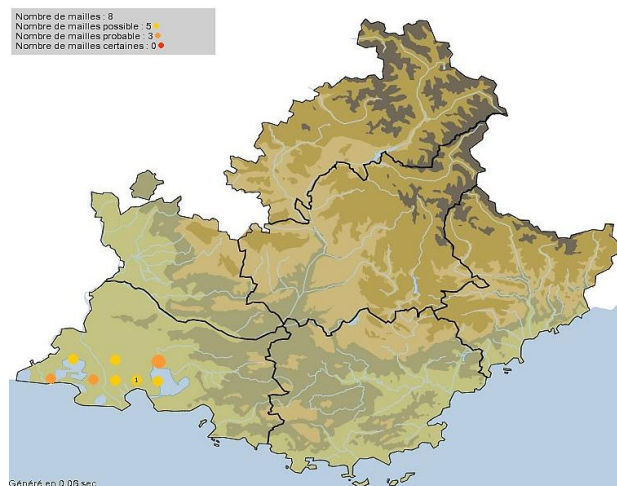 Nombre de mailles : 8
Nombre de mailles possible : 5
Nombre de mailles probable : 3
Nombre de mailles certaines : 0
1
Généré en 0.06 sec